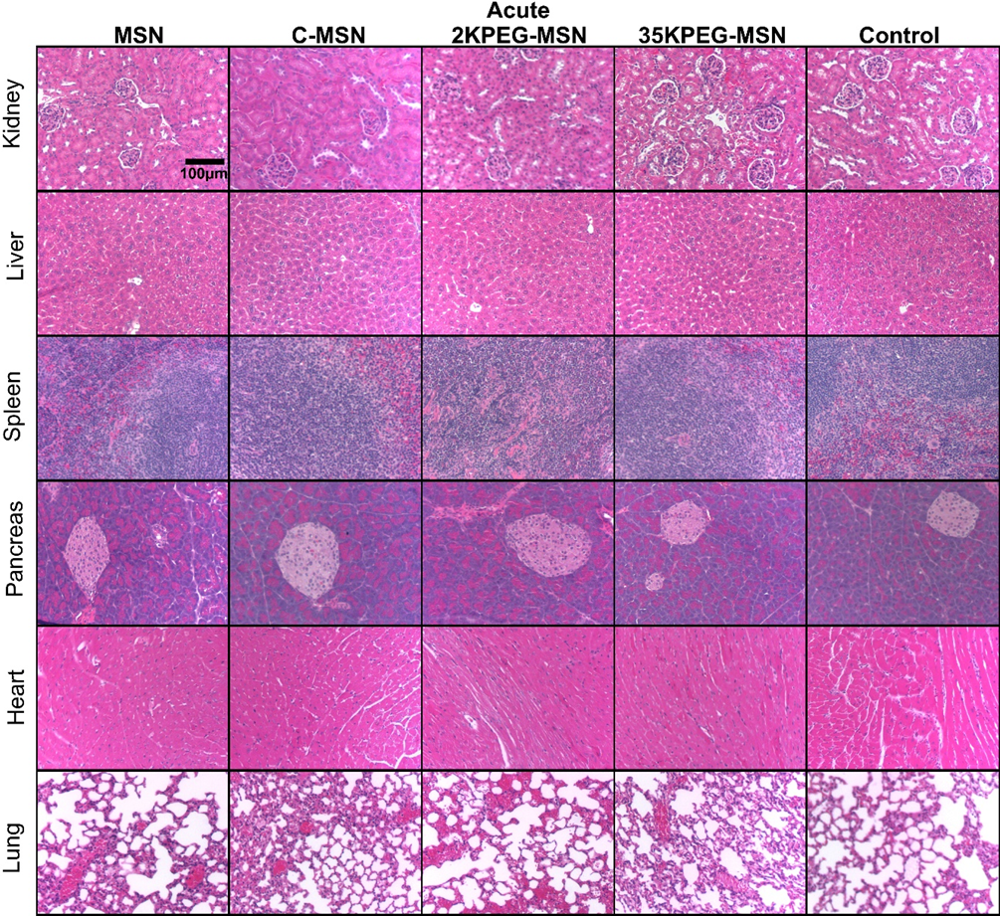 Acute
MSN C-MSN 2KPEG-MSN 35KPEG-MSN Control
Kidney
100µm
Liver
Spleen
Pancreas
Heart
Lung